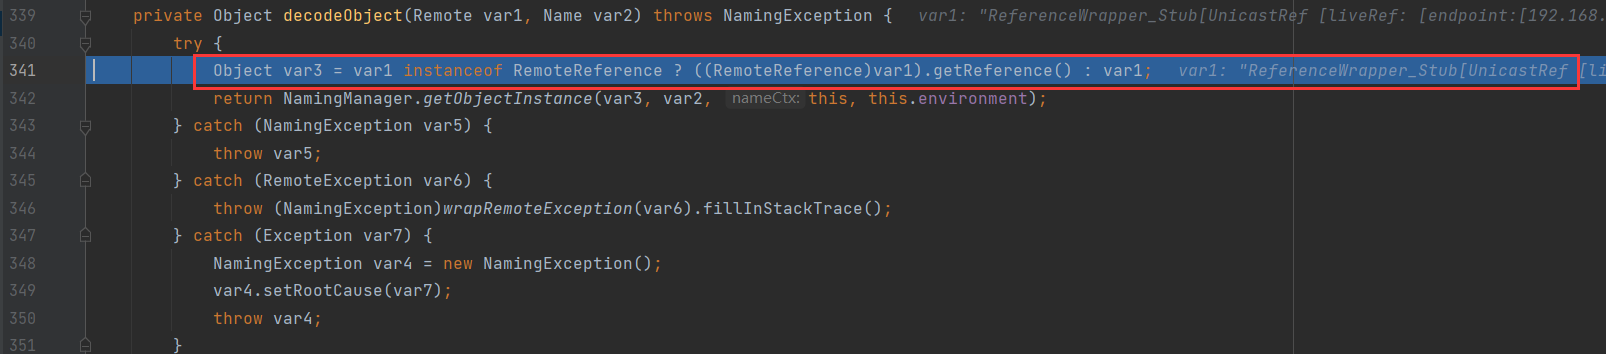 339 private Object decodeObject(Remote var1, Name var2) throws NamingException { var1: "ReferenceWrapper_Stub[UnicastRef [liveRef: [endpoint:[192.168.
340 try {
341 Object var3 = var1 instanceof RemoteReference ? ((RemoteReference)var1).getReference() : var1; var1: "ReferenceWrapper_Stub[UnicastRef [li
342 return NamingManager.getObjectInstance(var3, var2, nameCtx: this, this.environment);
343 } catch (NamingException var5) {
344 throw var5;
345 } catch (RemoteException var6) {
346 throw (NamingException)wrapRemoteException(var6).fillInStackTrace();
347 } catch (Exception var7) {
348 NamingException var4 = new NamingException();
349 var4.setRootCause(var7);
350 throw var4;
351 }